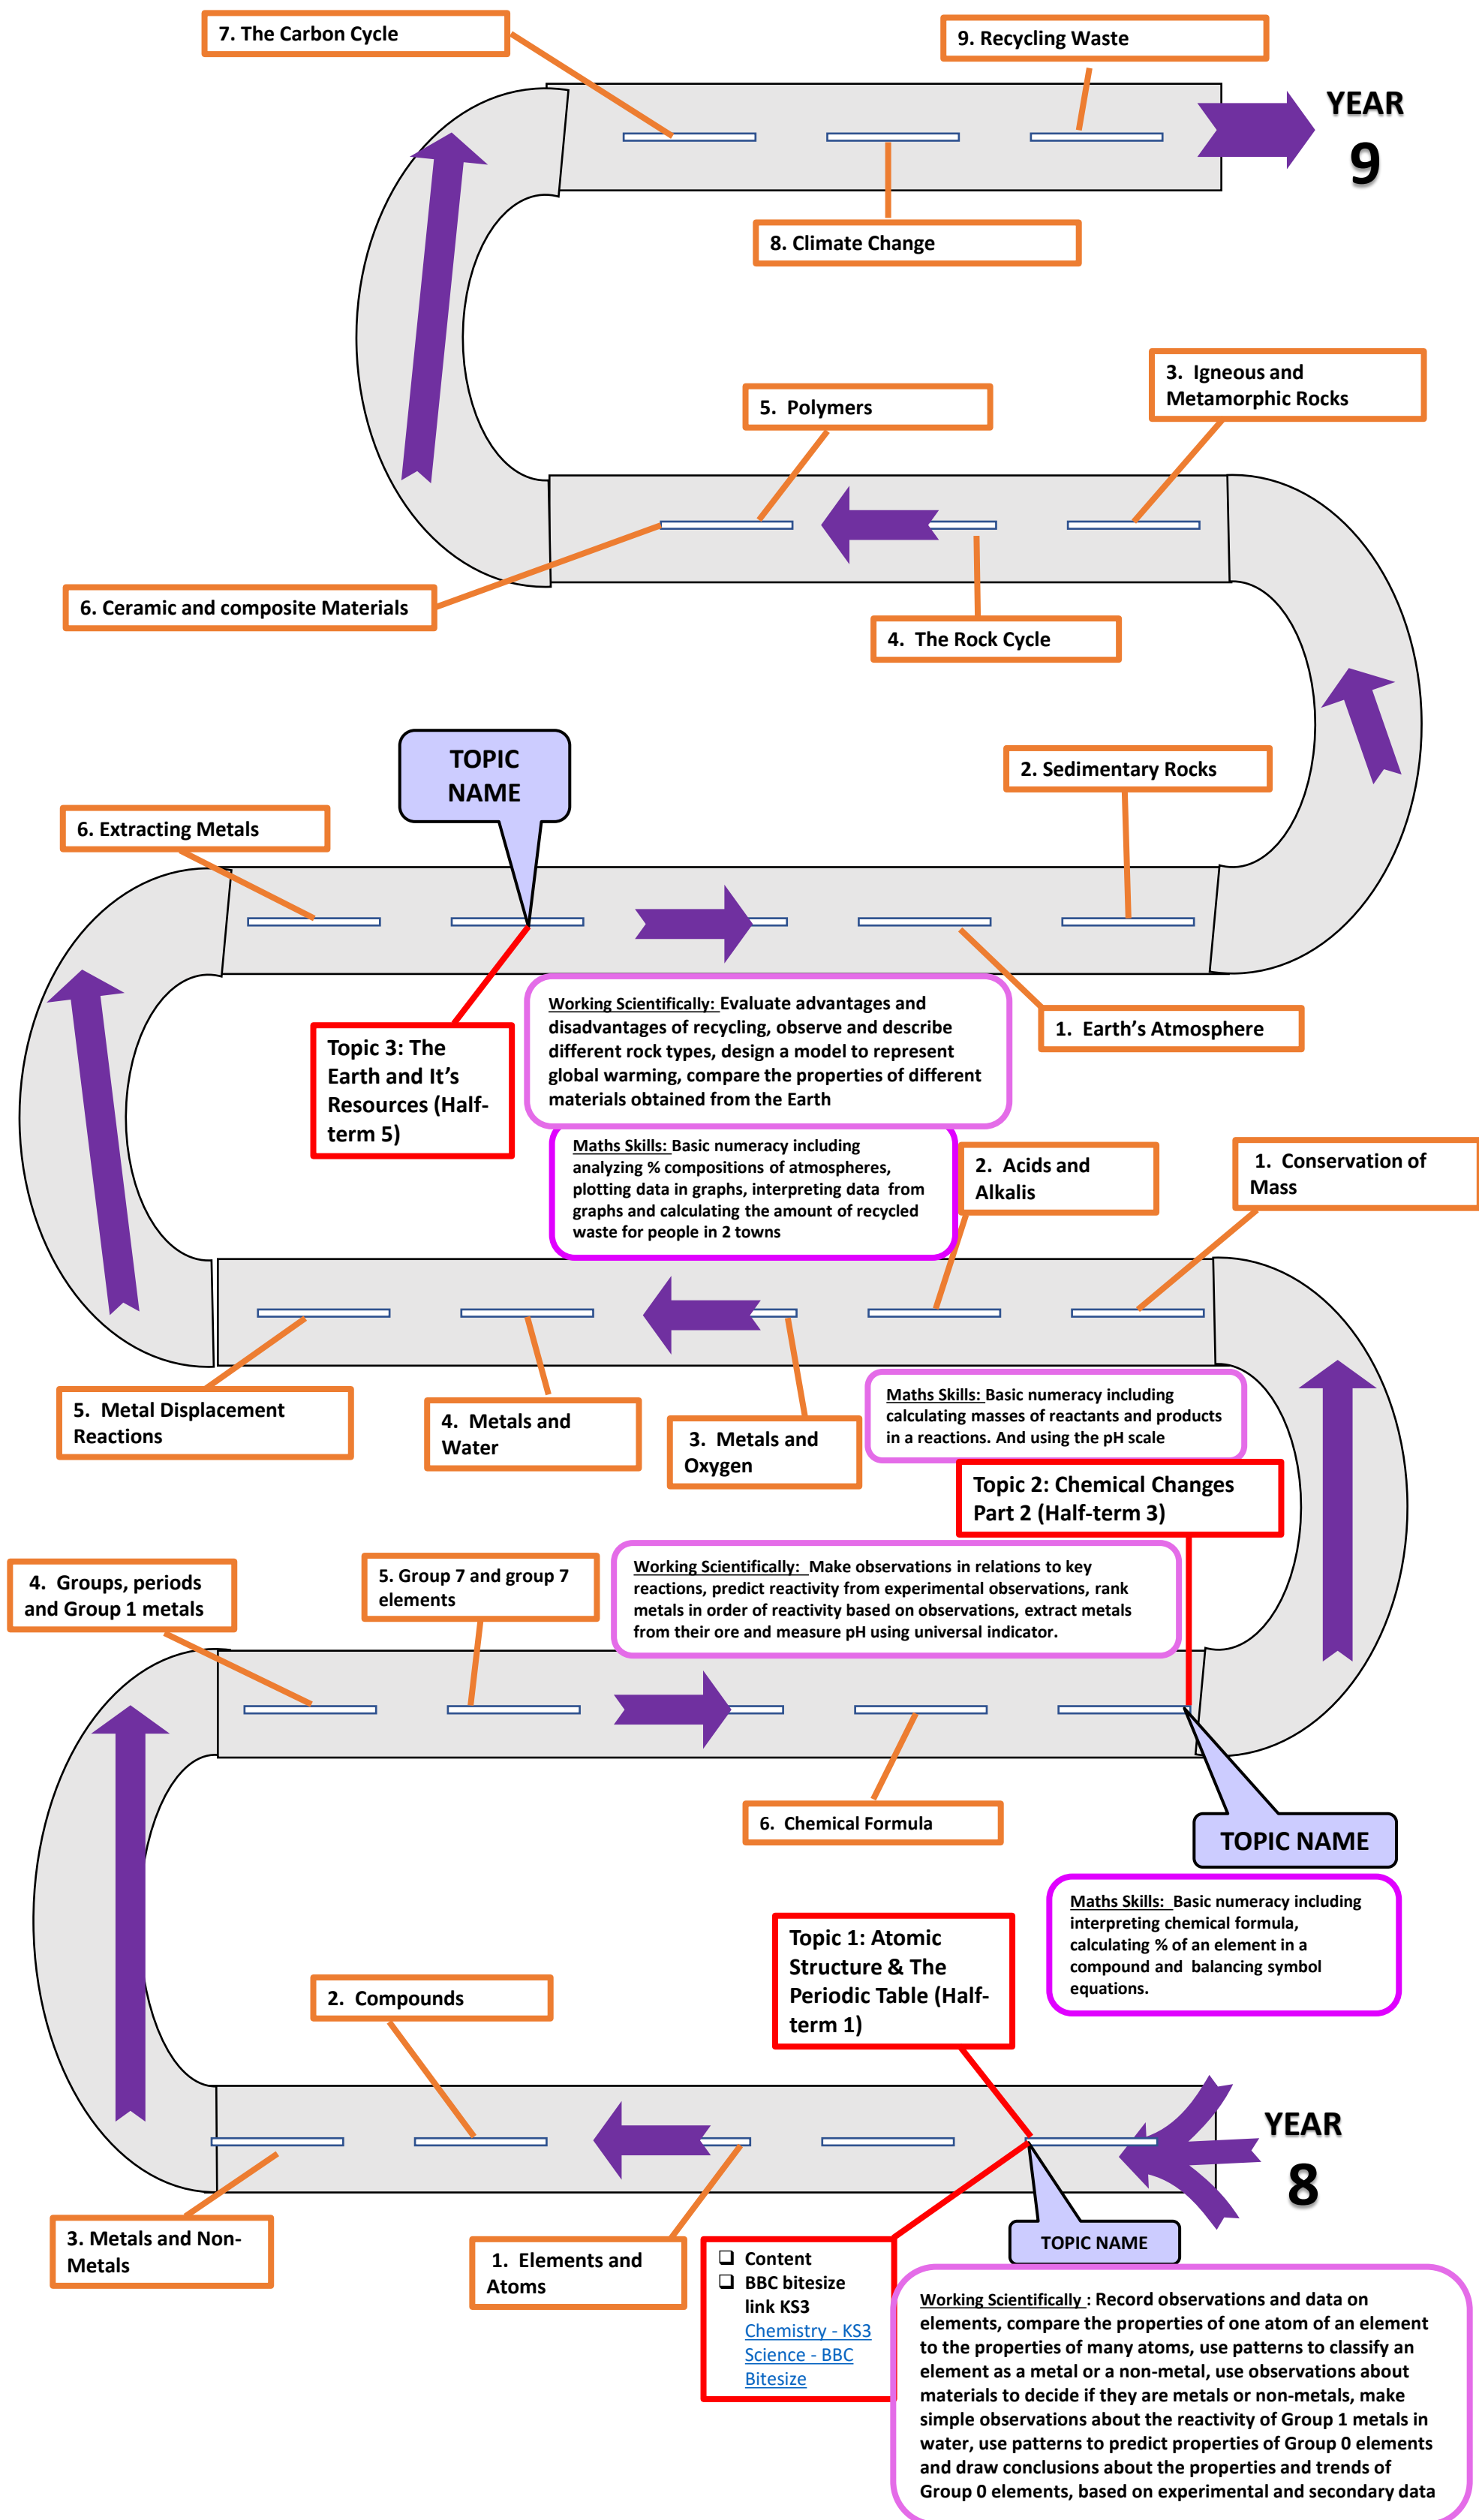 7. The Carbon Cycle
9. Recycling Waste
YEAR
9
8. Climate Change
3. Igneous and
Metamorphic Rocks
5. Polymers
6. Ceramic and composite Materials
4. The Rock Cycle
TOPIC
NAME
2. Sedimentary Rocks
6. Extracting Metals
Working Scientifically: Evaluate advantages and
disadvantages of recycling, observe and describe
different rock types, design a model to represent
global warming, compare the properties of different
materials obtained from the Earth
1. Earth's Atmosphere
Topic 3: The
Earth and It's
Resources (Half-
term 5)
Maths Skills: Basic numeracy including
analyzing % compositions of atmospheres,
plotting data in graphs, interpreting data from
graphs and calculating the amount of recycled
waste for people in 2 towns
2. Acids and
Alkalis
1. Conservation of
Mass
5. Metal Displacement
Reactions
4. Metals and
Water
3. Metals and
Oxygen
Maths Skills: Basic numeracy including
calculating masses of reactants and products
in a reactions. And using the pH scale
Topic 2: Chemical Changes
Part 2 (Half-term 3)
4. Groups, periods
and Group 1 metals
5. Group 7 and group 7
elements
Working Scientifically: Make observations in relations to key
reactions, predict reactivity from experimental observations, rank
metals in order of reactivity based on observations, extract metals
from their ore and measure pH using universal indicator.
6. Chemical Formula
TOPIC NAME
Maths Skills: Basic numeracy including
interpreting chemical formula,
calculating % of an element in a
compound and balancing symbol
equations.
Topic 1: Atomic
Structure & The
Periodic Table (Half-
term 1)
2. Compounds
YEAR
8
3. Metals and Non-
Metals
1. Elements and
Atoms
❑ Content
❑ BBC bitesize
link KS3
Chemistry - KS3
Science - BBC
Bitesize
TOPIC NAME
Working Scientifically : Record observations and data on
elements, compare the properties of one atom of an element
to the properties of many atoms, use patterns to classify an
element as a metal or a non-metal, use observations about
materials to decide if they are metals or non-metals, make
simple observations about the reactivity of Group 1 metals in
water, use patterns to predict properties of Group 0 elements
and draw conclusions about the properties and trends of
Group 0 elements, based on experimental and secondary data